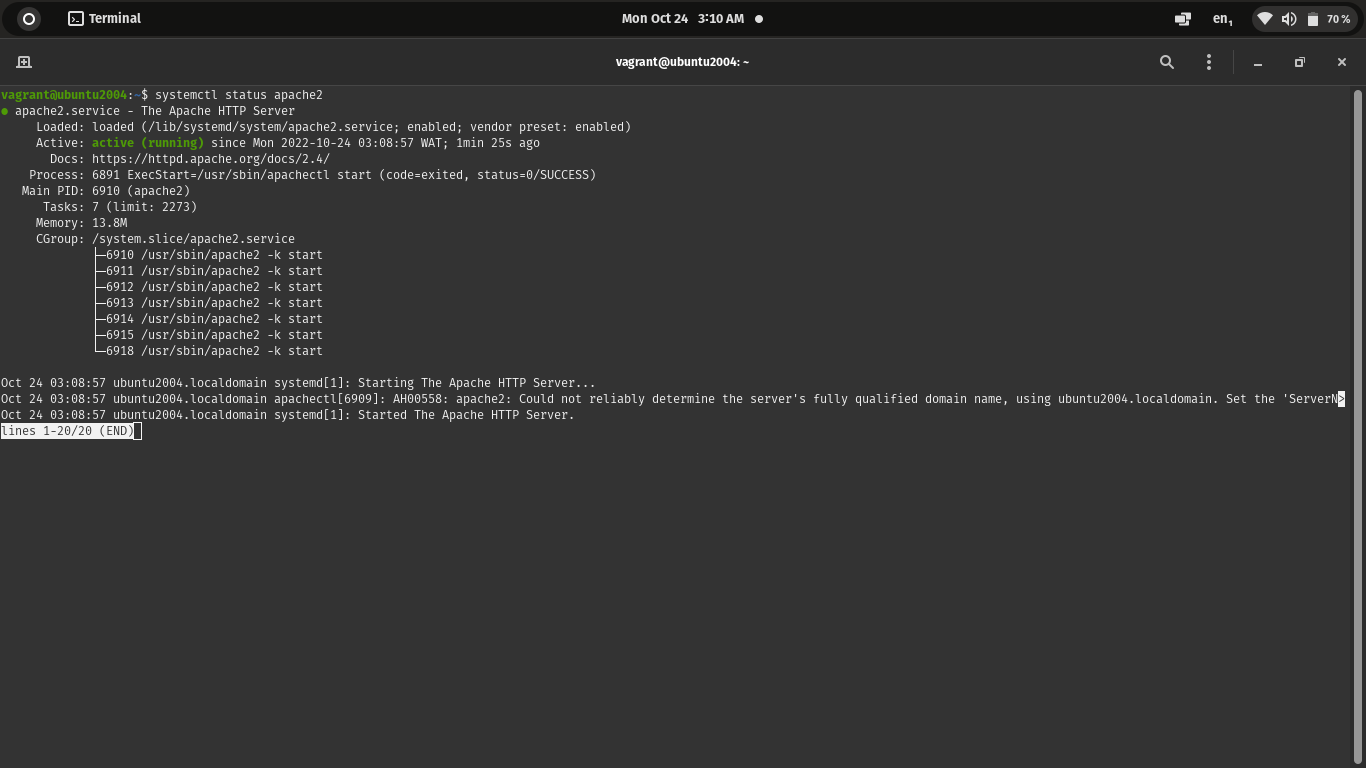 Terminal
Mon Oct 24 3:10 AM
en₁
70 %
vagrant@ubuntu2004: ~
vagrant@ubuntu2004:~$ systemctl status apache2
● apache2.service - The Apache HTTP Server
     Loaded: loaded (/lib/systemd/system/apache2.service; enabled; vendor preset: enabled)
     Active: active (running) since Mon 2022-10-24 03:08:57 WAT; 1min 25s ago
       Docs: https://httpd.apache.org/docs/2.4/
    Process: 6891 ExecStart=/usr/sbin/apachectl start (code=exited, status=0/SUCCESS)
   Main PID: 6910 (apache2)
      Tasks: 7 (limit: 2273)
     Memory: 13.8M
     CGroup: /system.slice/apache2.service
             ├─6910 /usr/sbin/apache2 -k start
             ├─6911 /usr/sbin/apache2 -k start
             ├─6912 /usr/sbin/apache2 -k start
             ├─6913 /usr/sbin/apache2 -k start
             ├─6914 /usr/sbin/apache2 -k start
             ├─6915 /usr/sbin/apache2 -k start
             └─6918 /usr/sbin/apache2 -k start
Oct 24 03:08:57 ubuntu2004.localdomain systemd[1]: Starting The Apache HTTP Server...
Oct 24 03:08:57 ubuntu2004.localdomain apachectl[6909]: AH00558: apache2: Could not reliably determine the server's fully qualified domain name, using ubuntu2004.localdomain. Set the 'ServerN>
Oct 24 03:08:57 ubuntu2004.localdomain systemd[1]: Started The Apache HTTP Server.
lines 1-20/20 (END)